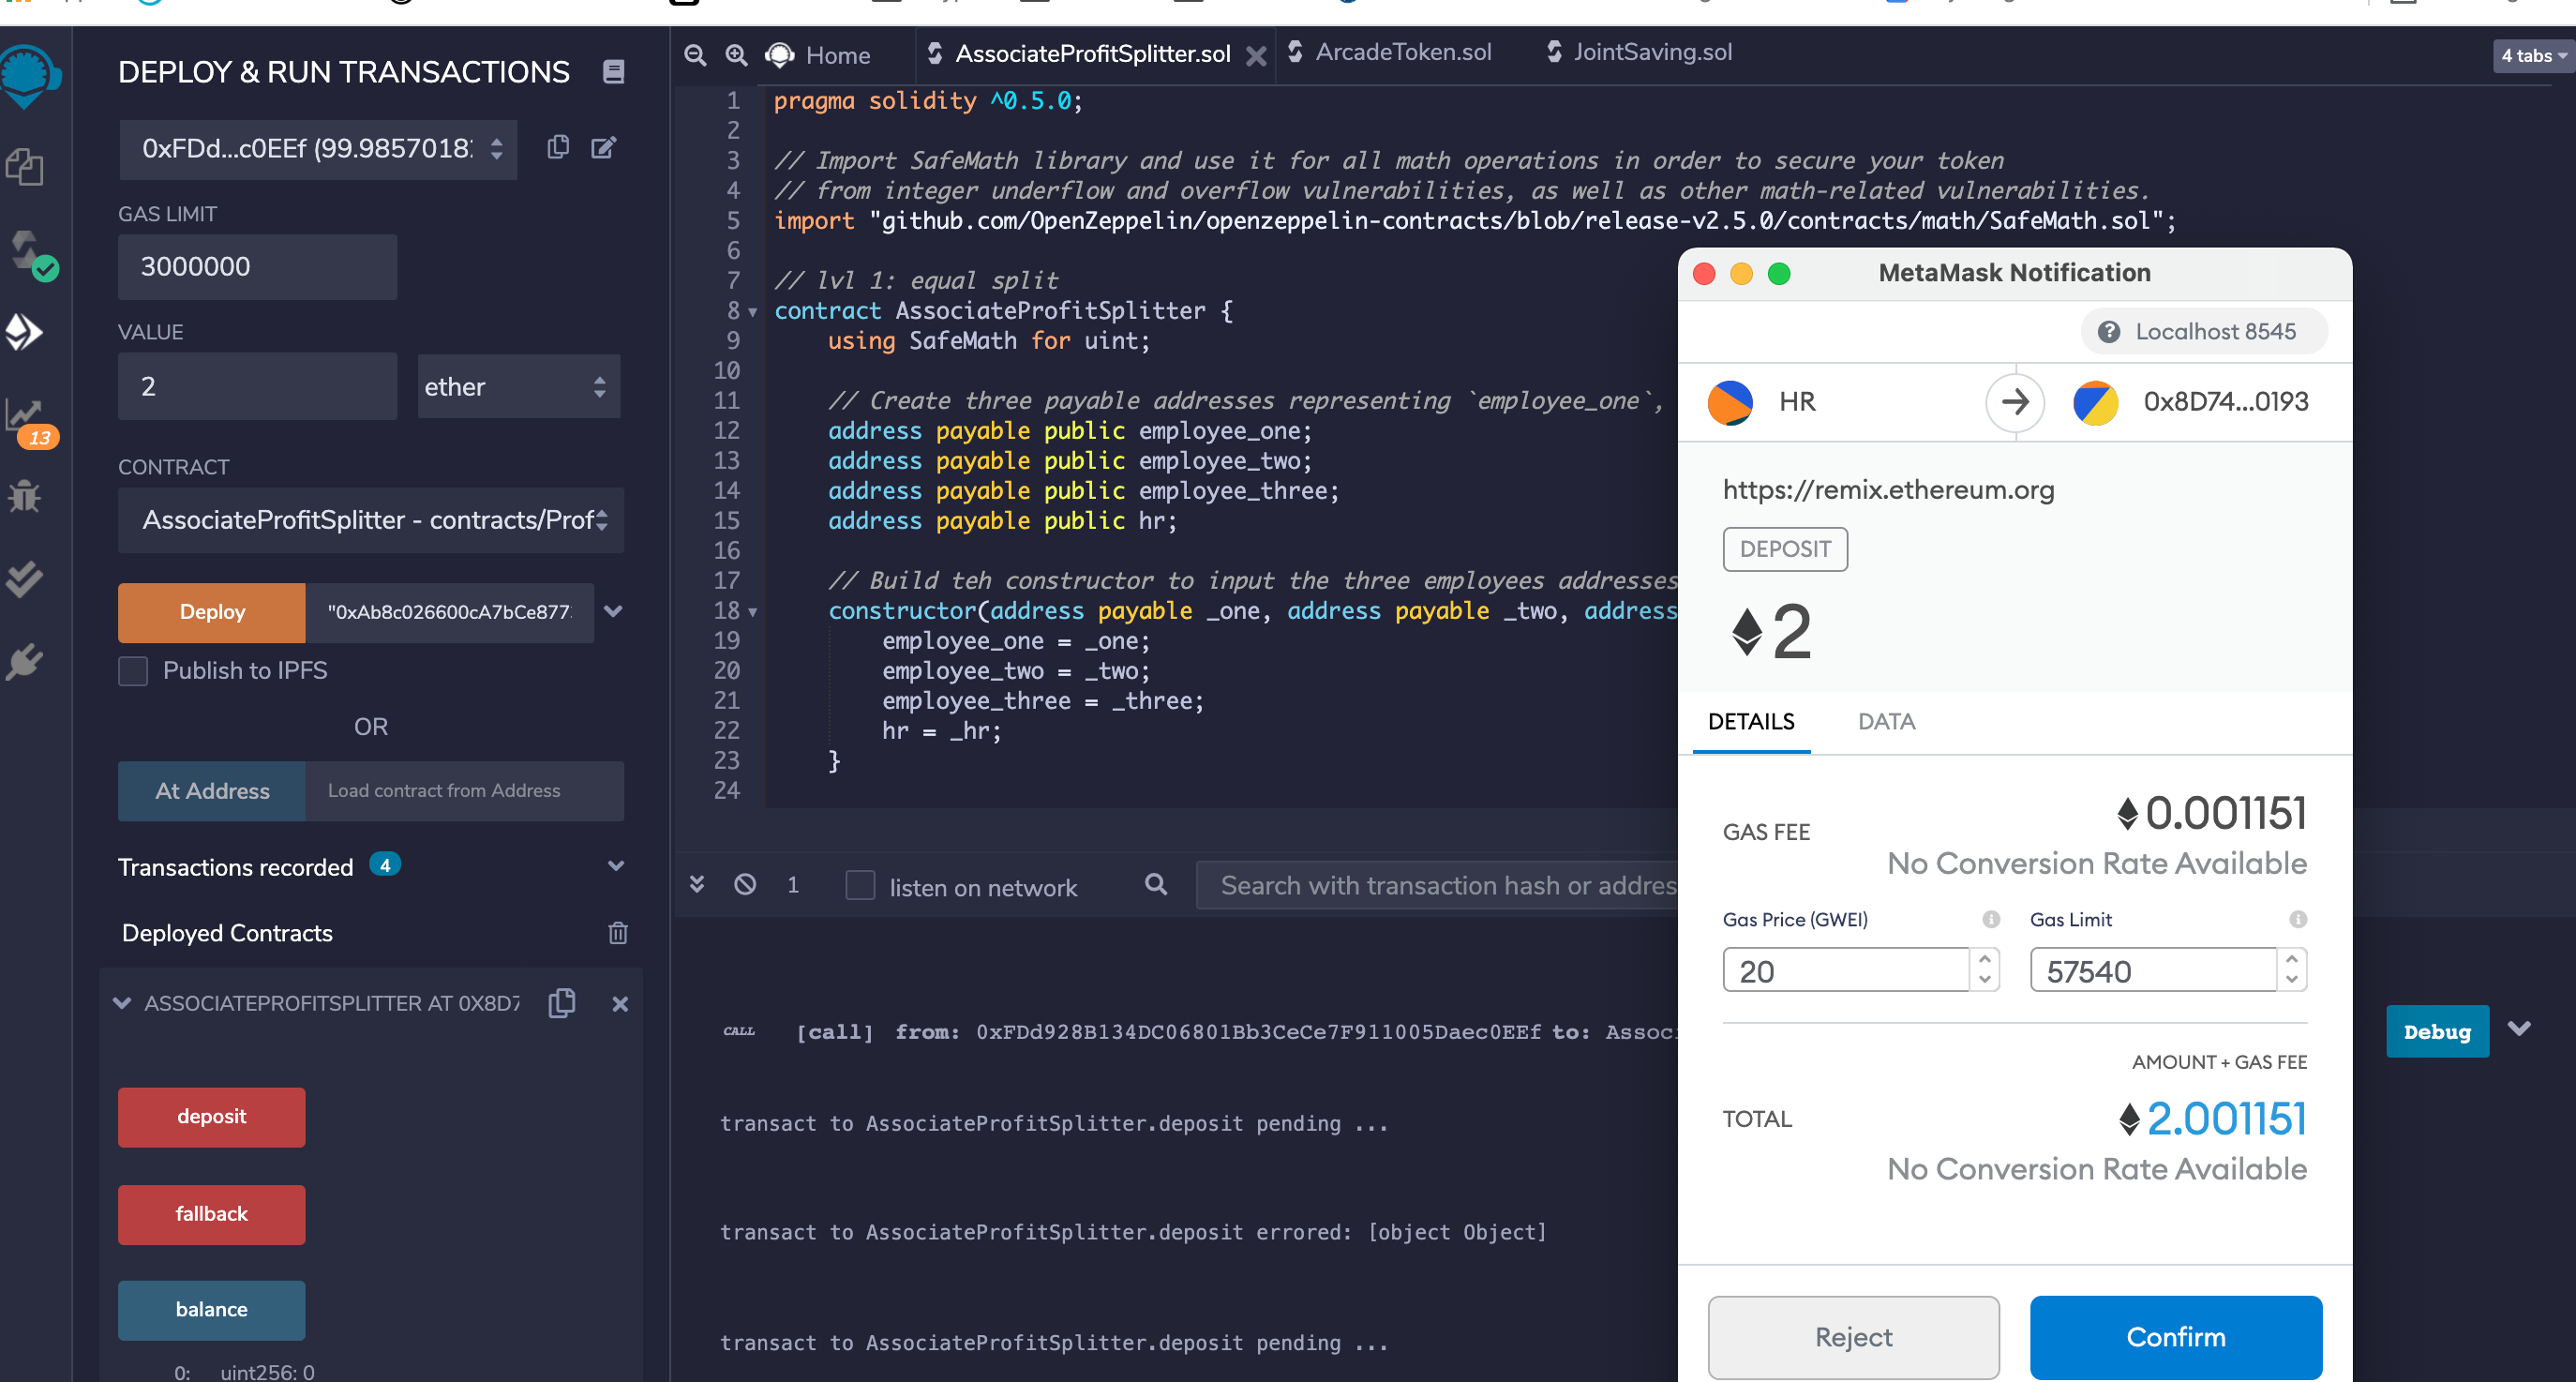 DEPLOY & RUN TRANSACTIONS
0xFDd...c0EEf (99.9857018
GAS LIMIT
3000000
VALUE
2
ether
CONTRACT
AssociateProfitSplitter - contracts/Prof
Deploy
"0xAb8c026600cA7bCe877
Publish to IPFS
OR
At Address
Load contract from Address
Transactions recorded 4
Deployed Contracts
ASSOCIATEPROFITSPLITTER AT 0X8D7
deposit
fallback
balance
0: uint256: 0
13
Home
AssociateProfitSplitter.sol
ArcadeToken.sol
JointSaving.sol
4 tabs
1 pragma solidity ^0.5.0;
2
3 // Import SafeMath library and use it for all math operations in order to secure your token
4 // from integer underflow and overflow vulnerabilities, as well as other math-related vulnerabilities.
5 import "github.com/OpenZeppelin/openzeppelin-contracts/blob/release-v2.5.0/contracts/math/SafeMath.sol";
6
7 // lvl 1: equal split
8 contract AssociateProfitSplitter {
9 using SafeMath for uint;
10
11 // Create three payable addresses representing `employee_one`,
12 address payable public employee_one;
13 address payable public employee_two;
14 address payable public employee_three;
15 address payable public hr;
16
17 // Build teh constructor to input the three employees addresses
18 constructor(address payable _one, address payable _two, address
19 employee_one = _one;
20 employee_two = _two;
21 employee_three = _three;
22 hr = _hr;
23 }
24
1
listen on network
Search with transaction hash or addres
CALL [call] from: 0xFDd928B134DC06801Bb3CeCe7F911005Daec0EEf to: Assoc
Debug
transact to AssociateProfitSplitter.deposit pending ...
transact to AssociateProfitSplitter.deposit errored: [object Object]
transact to AssociateProfitSplitter.deposit pending ...
MetaMask Notification
Localhost 8545
HR
0x8D74...0193
https://remix.ethereum.org
DEPOSIT
2
DETAILS
DATA
GAS FEE
0.001151
No Conversion Rate Available
Gas Price (GWEI)
Gas Limit
20
57540
AMOUNT + GAS FEE
TOTAL
2.001151
No Conversion Rate Available
Reject
Confirm